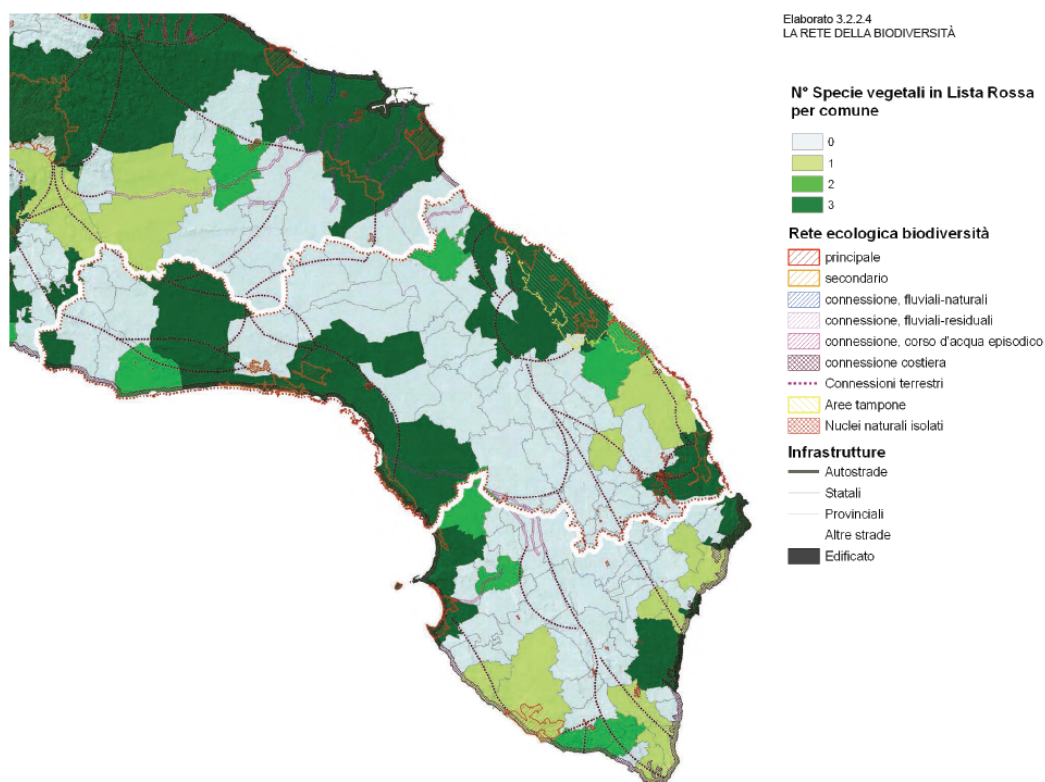 Elaborato 3.2.2.4
LA RETE DELLA BIODIVERSITÀ
N° Specie vegetali in Lista Rossa
per comune
0
1
2
3
Rete ecologica biodiversità
principale
secondario
connessione, fluviali-naturali
connessione, fluviali-residuali
connessione, corso d'acqua episodico
connessione costiera
Connessioni terrestri
Aree tampone
Nuclei naturali isolati
Infrastrutture
Autostrade
Statali
Provinciali
Altre strade
Edificato